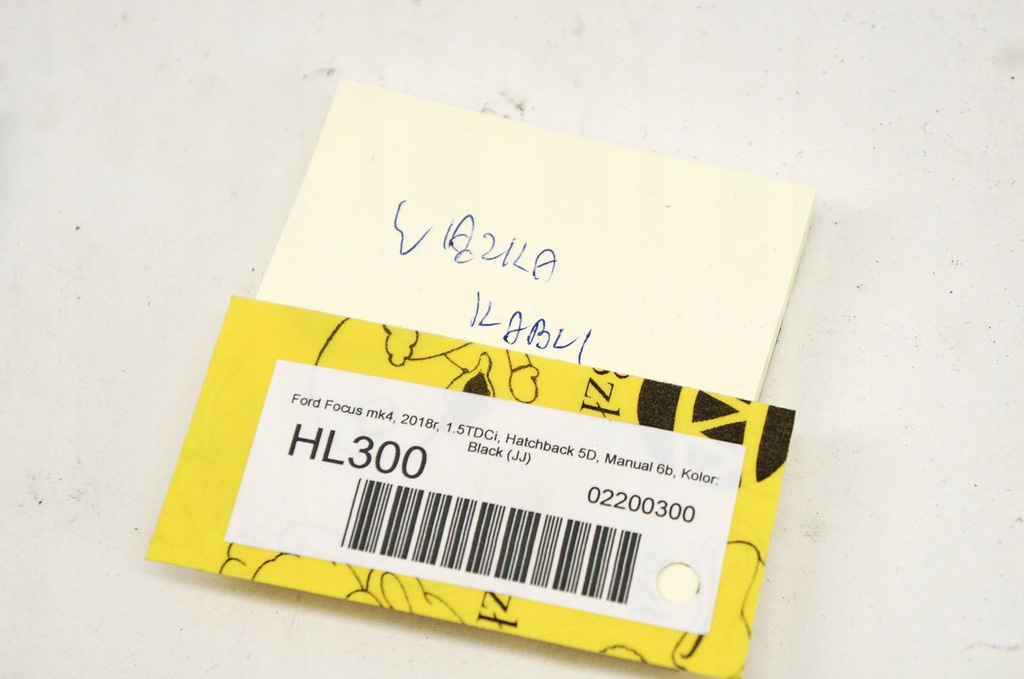 WIĄZKA
KABLI
Ford Focus mk4, 2018r, 1.5TDCi, Hatchback 5D, Manual 6b, Kolor:
Black (JJ)
HL300
02200300